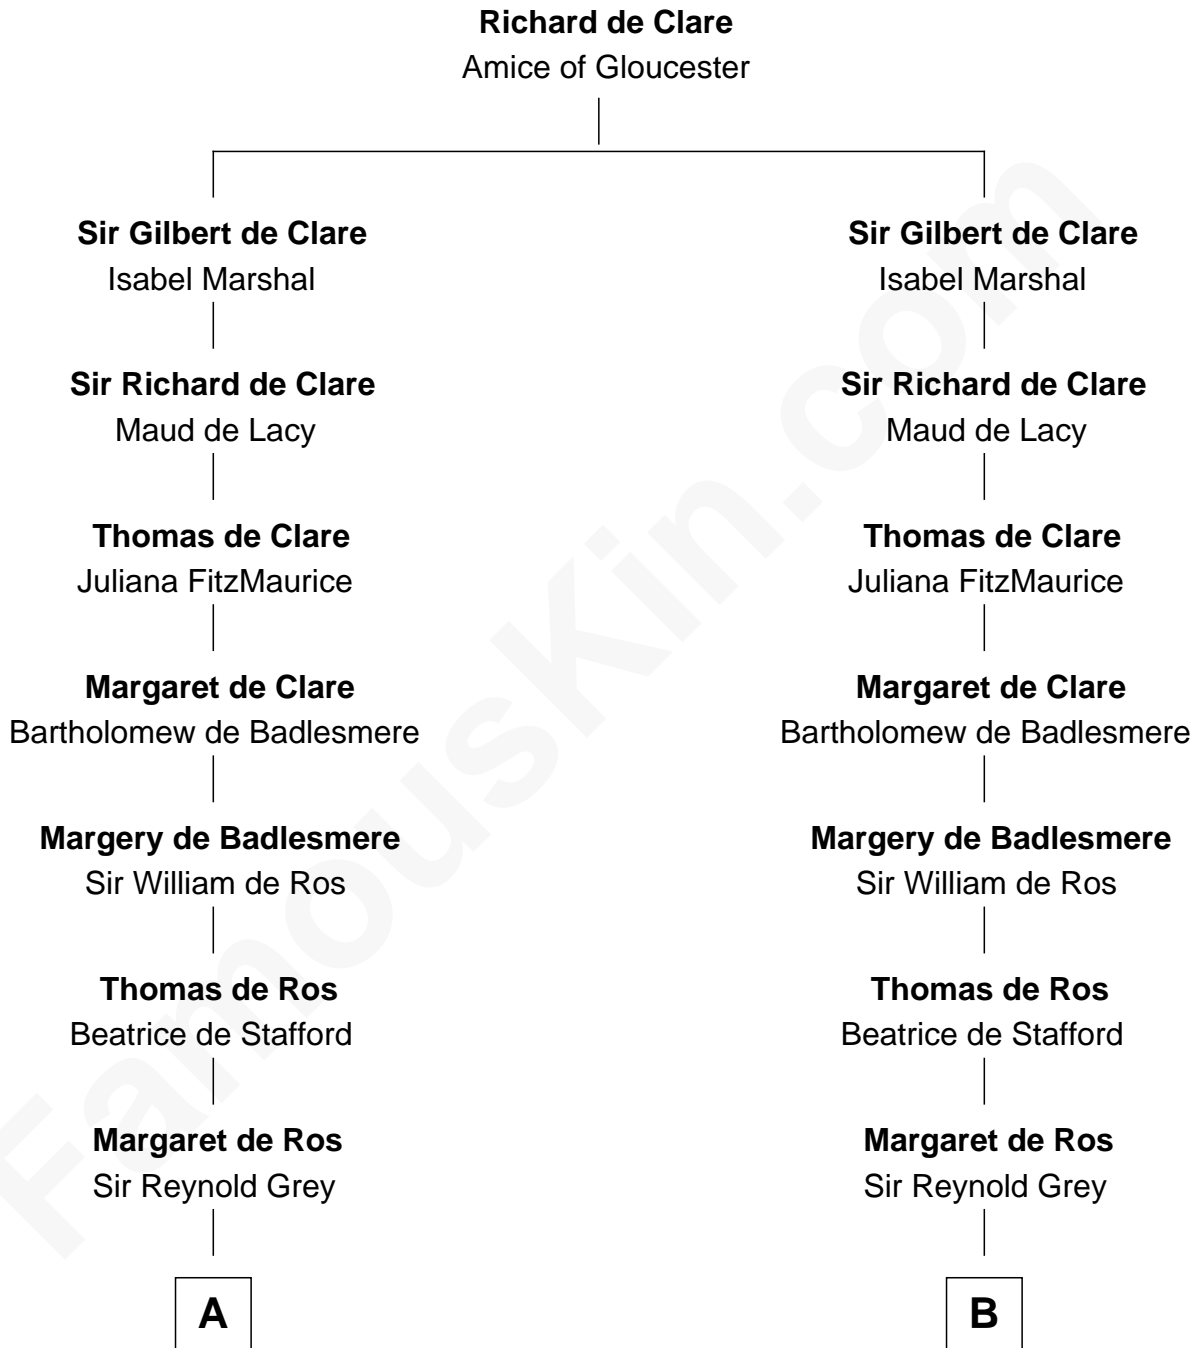 Richard de Clare
Amice of Gloucester
Sir Gilbert de Clare
Isabel Marshal
Sir Richard de Clare
Maud de Lacy
Thomas de Clare
Juliana FitzMaurice
Margaret de Clare
Bartholomew de Badlesmere
Margery de Badlesmere
Sir William de Ros
Thomas de Ros
Beatrice de Stafford
Margaret de Ros
Sir Reynold Grey
A
Sir Gilbert de Clare
Isabel Marshal
Sir Richard de Clare
Maud de Lacy
Thomas de Clare
Juliana FitzMaurice
Margaret de Clare
Bartholomew de Badlesmere
Margery de Badlesmere
Sir William de Ros
Thomas de Ros
Beatrice de Stafford
Margaret de Ros
Sir Reynold Grey
B
FamousKin.com